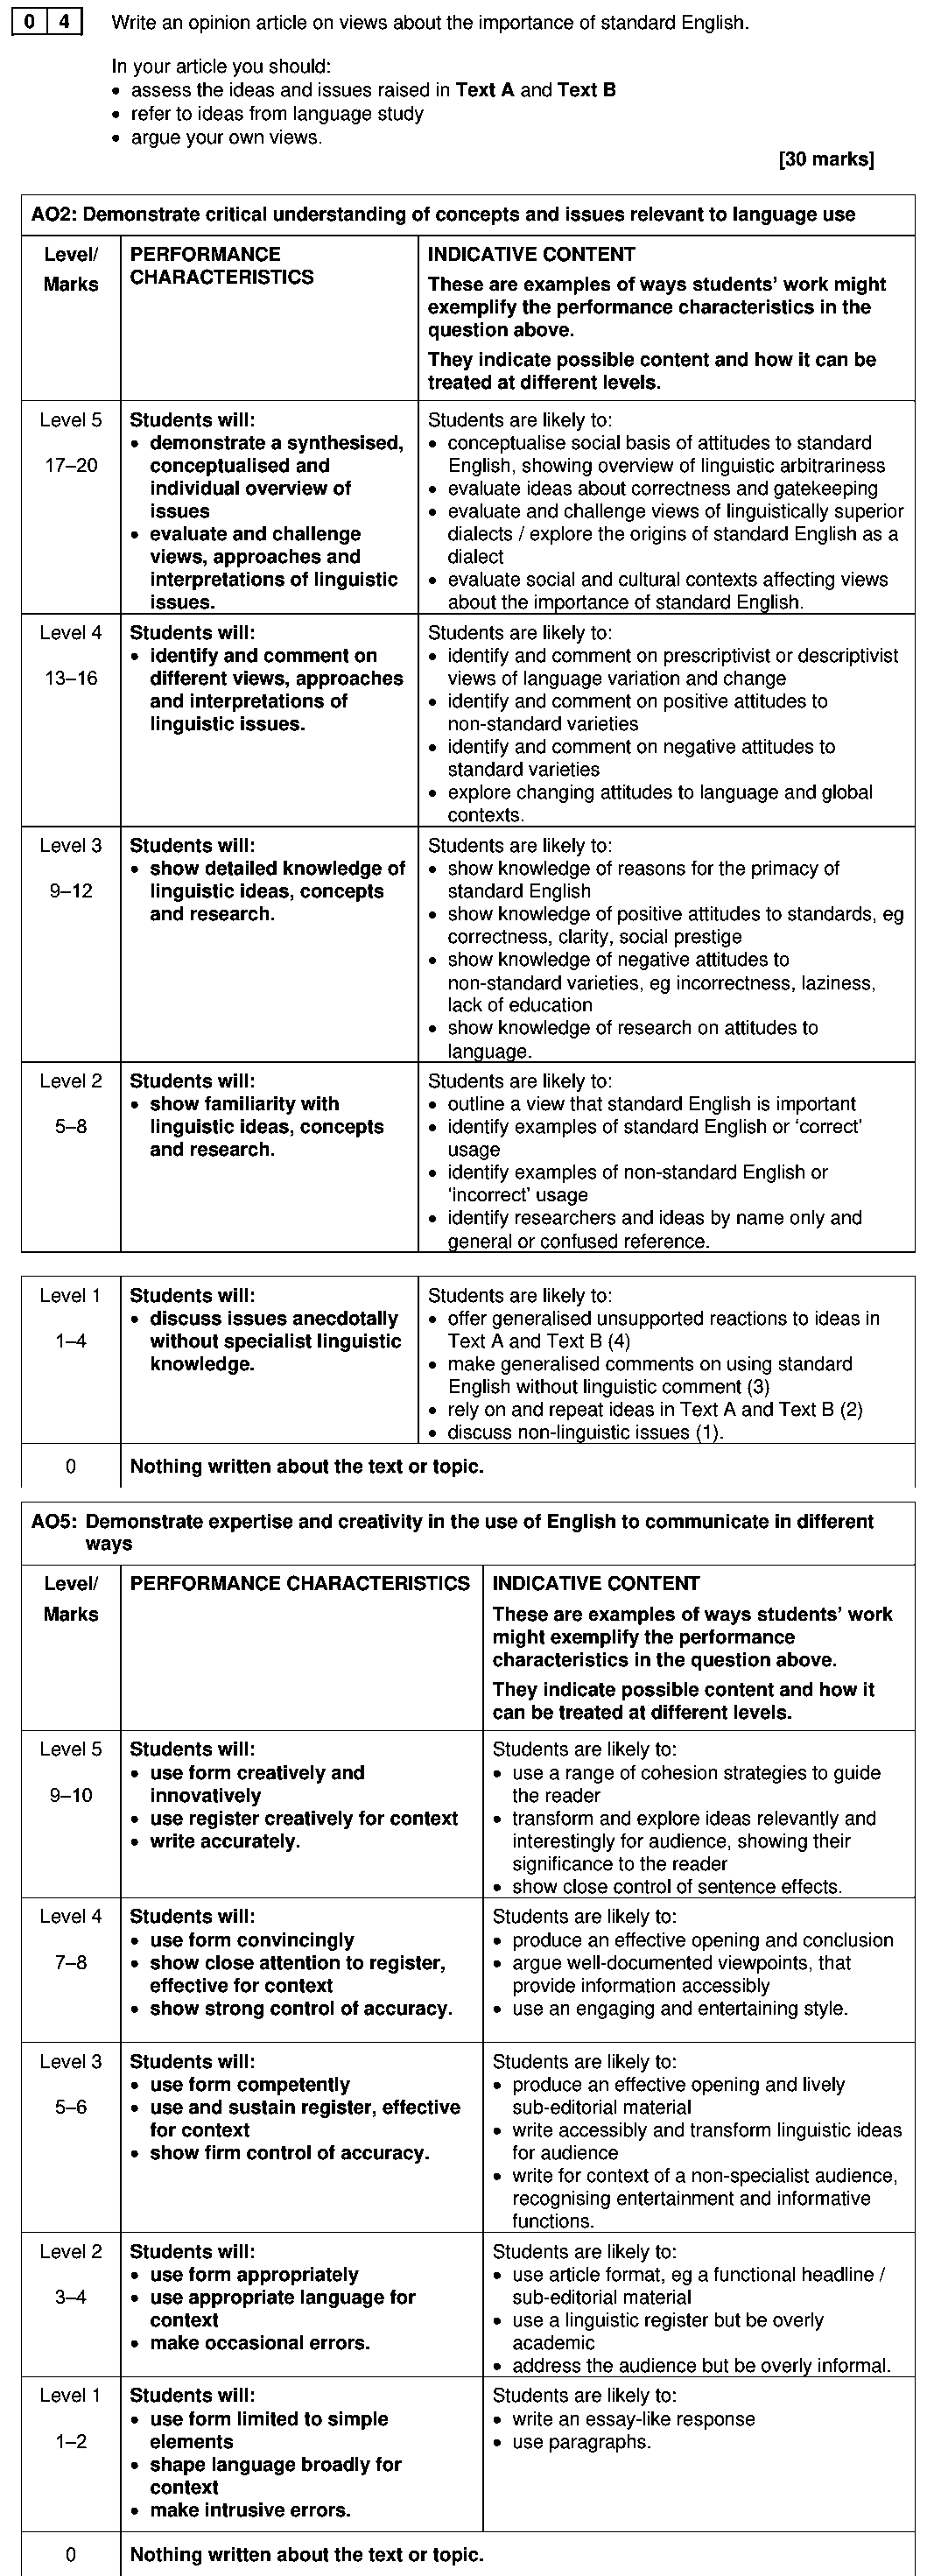 0 4 Write an opinion article on views about the importance of standard English.
In your article you should:
• assess the ideas and issues raised in Text A and Text B
• refer to ideas from language study
• argue your own views.
[30 marks]
AO2: Demonstrate critical understanding of concepts and issues relevant to language use
Level/
Marks
PERFORMANCE
CHARACTERISTICS
INDICATIVE CONTENT
These are examples of ways students' work might
exemplify the performance characteristics in the
question above.
They indicate possible content and how it can be
treated at different levels.
Level 5
17–20
Students will:
• demonstrate a synthesised,
conceptualised and
individual overview of
issues
• evaluate and challenge
views, approaches and
interpretations of linguistic
issues.
Students are likely to:
• conceptualise social basis of attitudes to standard
English, showing overview of linguistic arbitrariness
• evaluate ideas about correctness and gatekeeping
• evaluate and challenge views of linguistically superior
dialects / explore the origins of standard English as a
dialect
• evaluate social and cultural contexts affecting views
about the importance of standard English.
Level 4
13–16
Students will:
• identify and comment on
different views, approaches
and interpretations of
linguistic issues.
Students are likely to:
• identify and comment on prescriptivist or descriptivist
views of language variation and change
• identify and comment on positive attitudes to
non-standard varieties
• identify and comment on negative attitudes to
standard varieties
• explore changing attitudes to language and global
contexts.
Level 3
9–12
Students will:
• show detailed knowledge of
linguistic ideas, concepts
and research.
Students are likely to:
• show knowledge of reasons for the primacy of
standard English
• show knowledge of positive attitudes to standards, eg
correctness, clarity, social prestige
• show knowledge of negative attitudes to
non-standard varieties, eg incorrectness, laziness,
lack of education
• show knowledge of research on attitudes to
language.
Level 2
5–8
Students will:
• show familiarity with
linguistic ideas, concepts
and research.
Students are likely to:
• outline a view that standard English is important
• identify examples of standard English or 'correct'
usage
• identify examples of non-standard English or
'incorrect' usage
• identify researchers and ideas by name only and
general or confused reference.
Level 1
1–4
Students will:
• discuss issues anecdotally
without specialist linguistic
knowledge.
Students are likely to:
• offer generalised unsupported reactions to ideas in
Text A and Text B (4)
• make generalised comments on using standard
English without linguistic comment (3)
• rely on and repeat ideas in Text A and Text B (2)
• discuss non-linguistic issues (1).
0
Nothing written about the text or topic.
AO5: Demonstrate expertise and creativity in the use of English to communicate in different
ways
Level/
Marks
PERFORMANCE CHARACTERISTICS
INDICATIVE CONTENT
These are examples of ways students' work
might exemplify the performance
characteristics in the question above.
They indicate possible content and how it
can be treated at different levels.
Level 5
9–10
Students will:
• use form creatively and
innovatively
• use register creatively for context
• write accurately.
Students are likely to:
• use a range of cohesion strategies to guide
the reader
• transform and explore ideas relevantly and
interestingly for audience, showing their
significance to the reader
• show close control of sentence effects.
Level 4
7–8
Students will:
• use form convincingly
• show close attention to register,
effective for context
• show strong control of accuracy.
Students are likely to:
• produce an effective opening and conclusion
• argue well-documented viewpoints, that
provide information accessibly
• use an engaging and entertaining style.
Level 3
5–6
Students will:
• use form competently
• use and sustain register, effective
for context
• show firm control of accuracy.
Students are likely to:
• produce an effective opening and lively
sub-editorial material
• write accessibly and transform linguistic ideas
for audience
• write for context of a non-specialist audience,
recognising entertainment and informative
functions.
Level 2
3–4
Students will:
• use form appropriately
• use appropriate language for
context
• make occasional errors.
Students are likely to:
• use article format, eg a functional headline /
sub-editorial material
• use a linguistic register but be overly
academic
• address the audience but be overly informal.
Level 1
1–2
Students will:
• use form limited to simple
elements
• shape language broadly for
context
• make intrusive errors.
Students are likely to:
• write an essay-like response
• use paragraphs.
0
Nothing written about the text or topic.